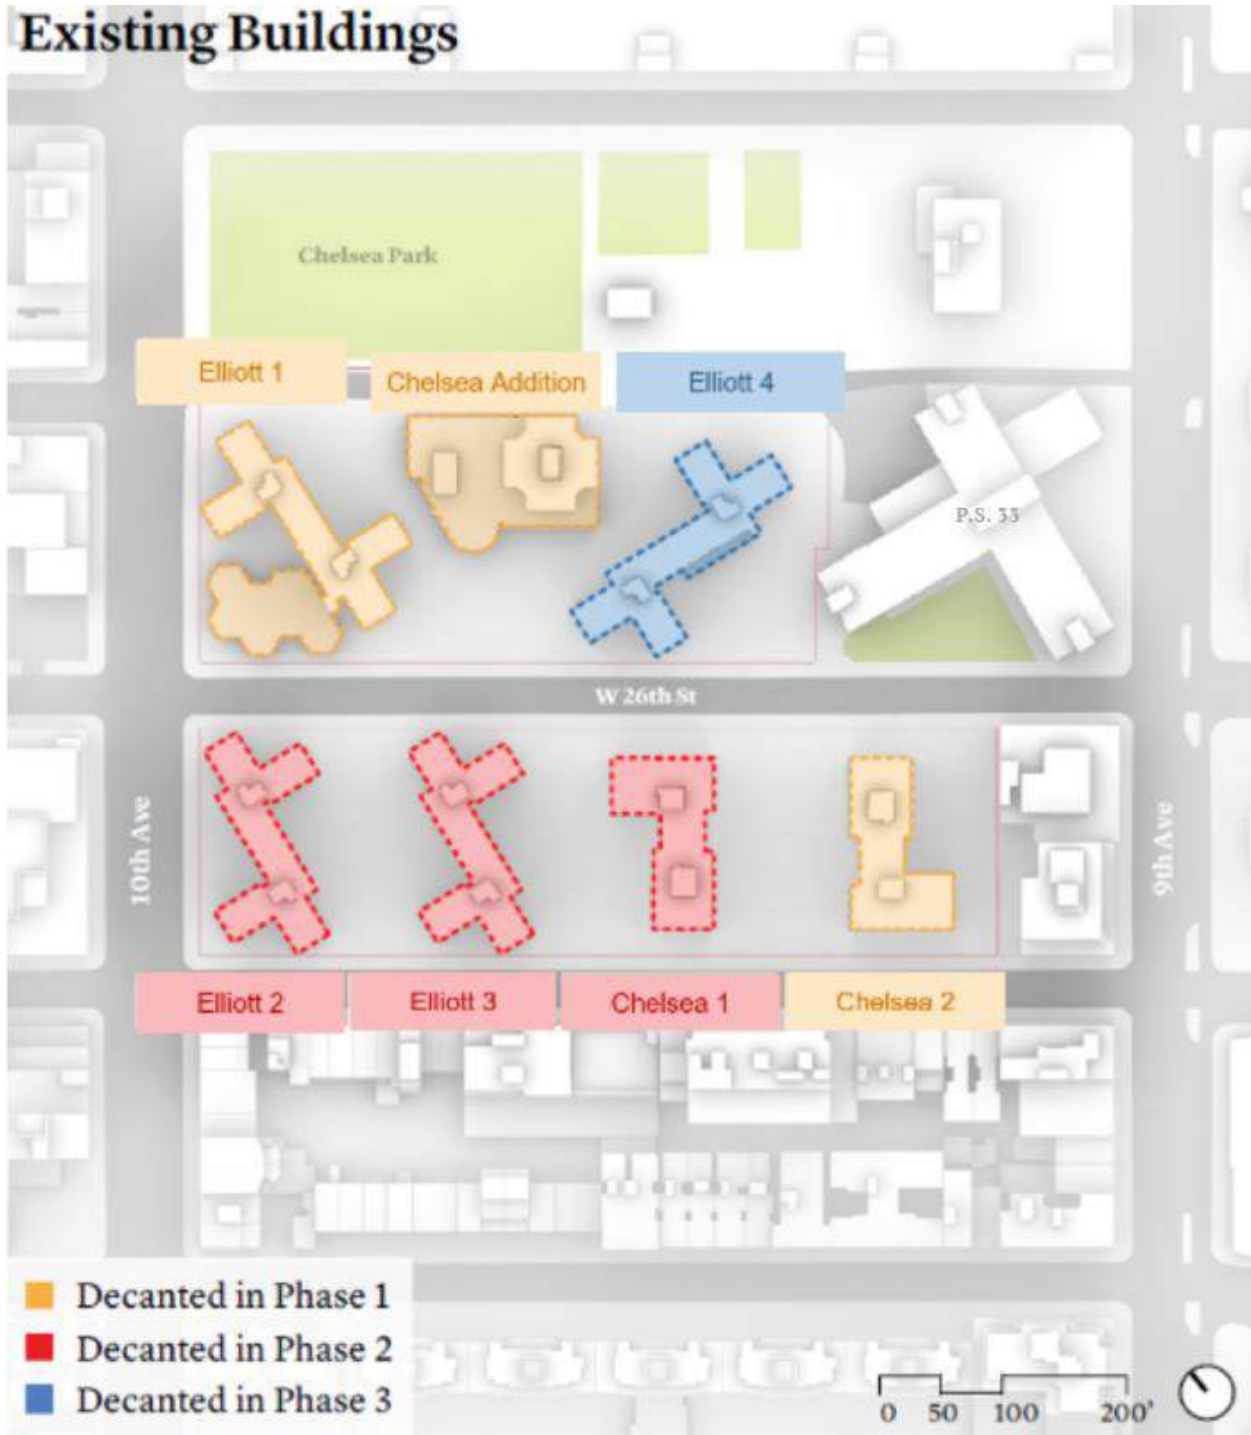 Existing Buildings
Chelsea Park
Elliott 1
Chelsea Addition
Elliott 4
P.S. 33
W 26th St
10th Ave
9th Ave
Elliott 2
Elliott 3
Chelsea 1
Chelsea 2
Decanted in Phase 1
Decanted in Phase 2
Decanted in Phase 3
0 50 100 200'